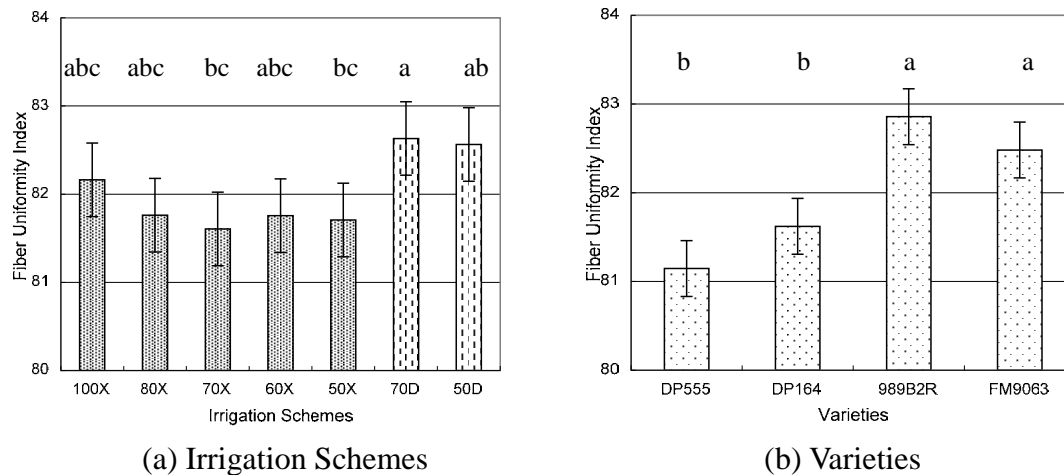 84
83
82
81
80
Fiber Uniformity Index
abc abc bc abc bc a ab
100X 80X 70X 60X 50X 70D 50D
Irrigation Schemes
(a) Irrigation Schemes
84
83
82
81
80
Fiber Uniformity Index
b b a a
DP555 DP164 989B2R FM9063
Varieties
(b) Varieties